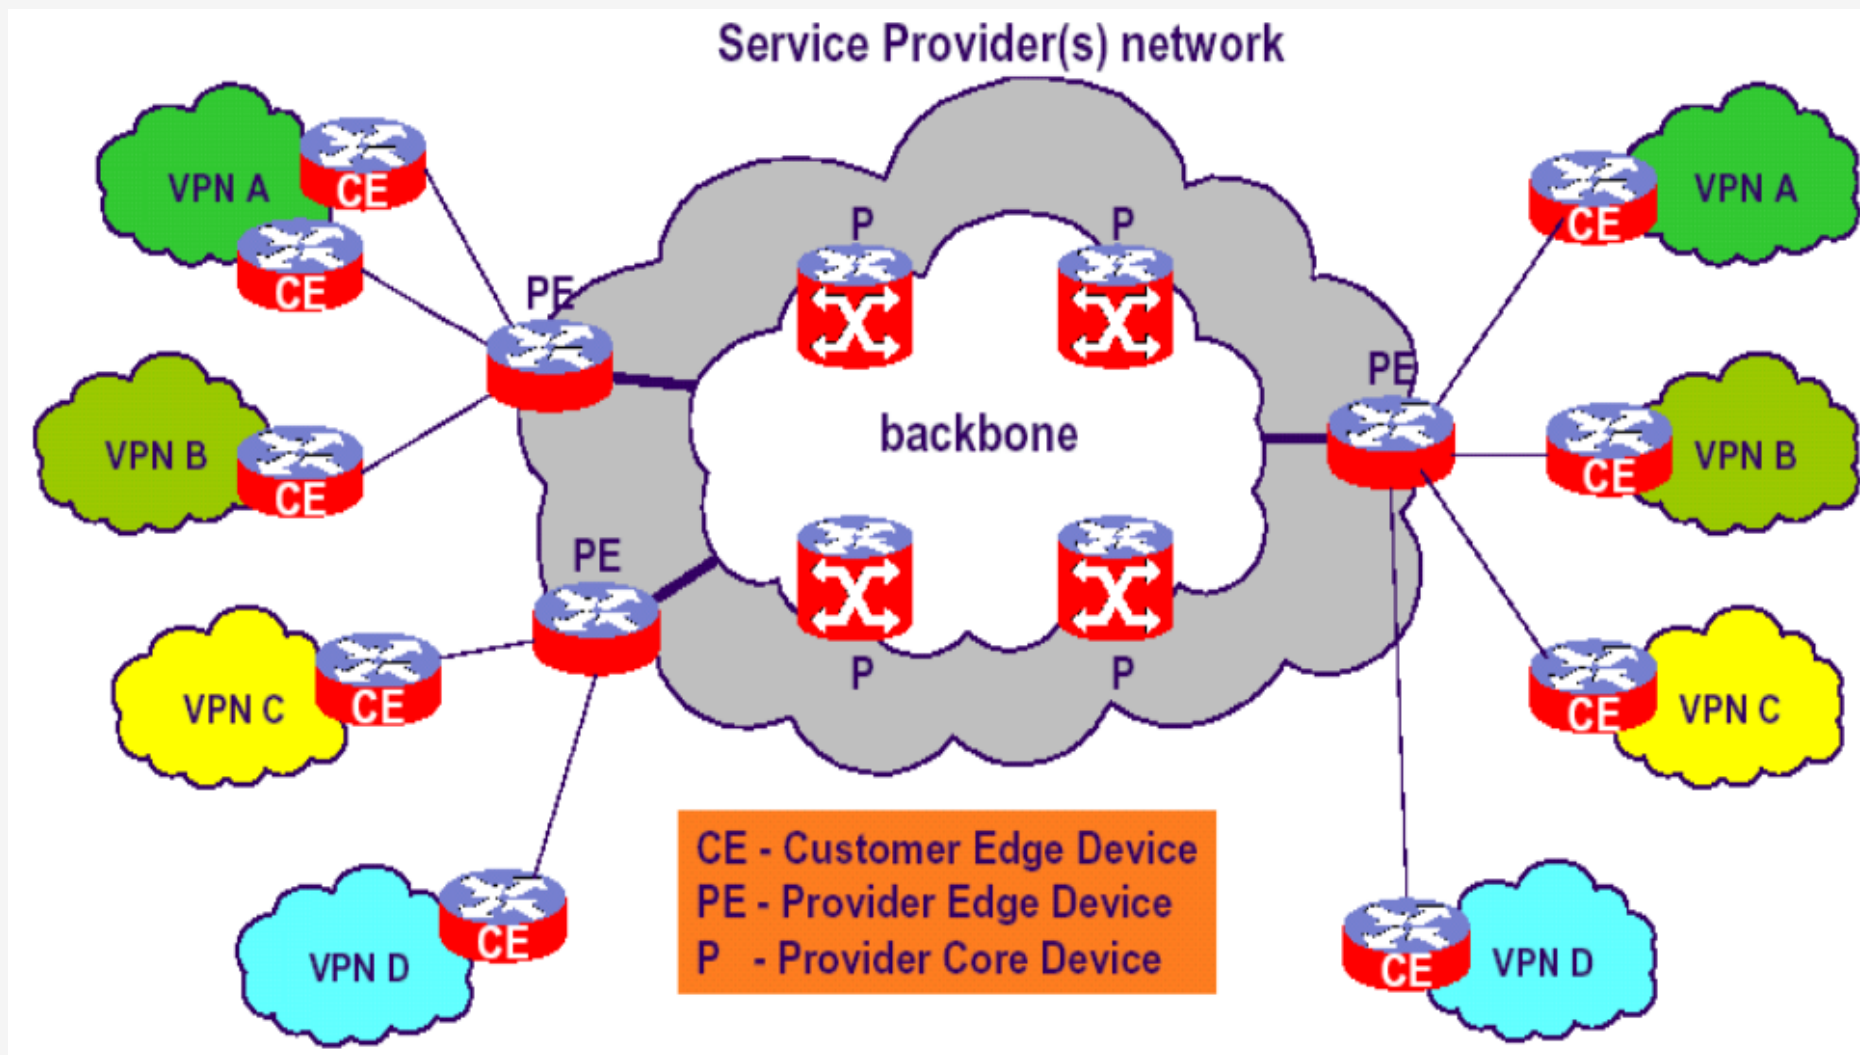 Service Provider(s) network
VPN A
CE
CE
PE
P
P
CE
VPN A
PE
VPN B
CE
backbone
CE
VPN B
PE
VPN C
CE
P
P
CE
VPN C
CE - Customer Edge Device
PE - Provider Edge Device
P - Provider Core Device
VPN D
CE
CE
VPN D